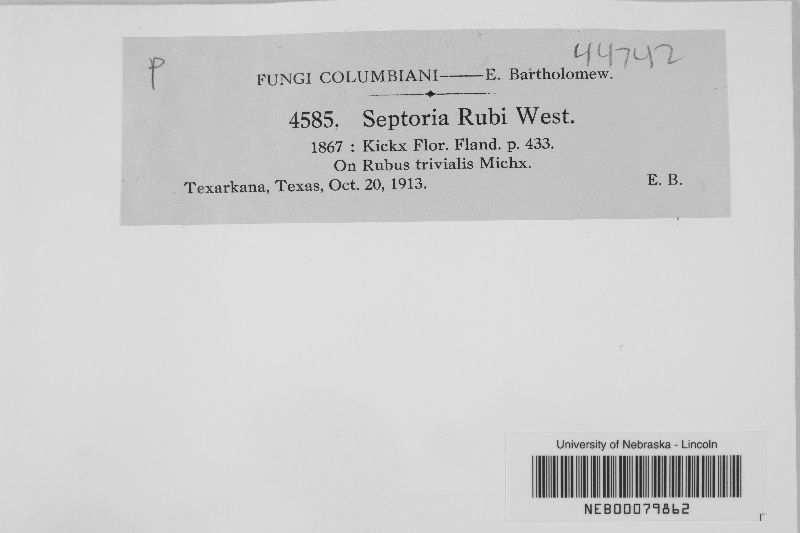 P
44742
FUNGI COLUMBIANI——E. Bartholomew.
4585. Septoria Rubi West.
1867 : Kickx Flor. Fland. p. 433.
On Rubus trivialis Michx.
Texarkana, Texas, Oct. 20, 1913. E. B.
University of Nebraska - Lincoln
NEB00079862